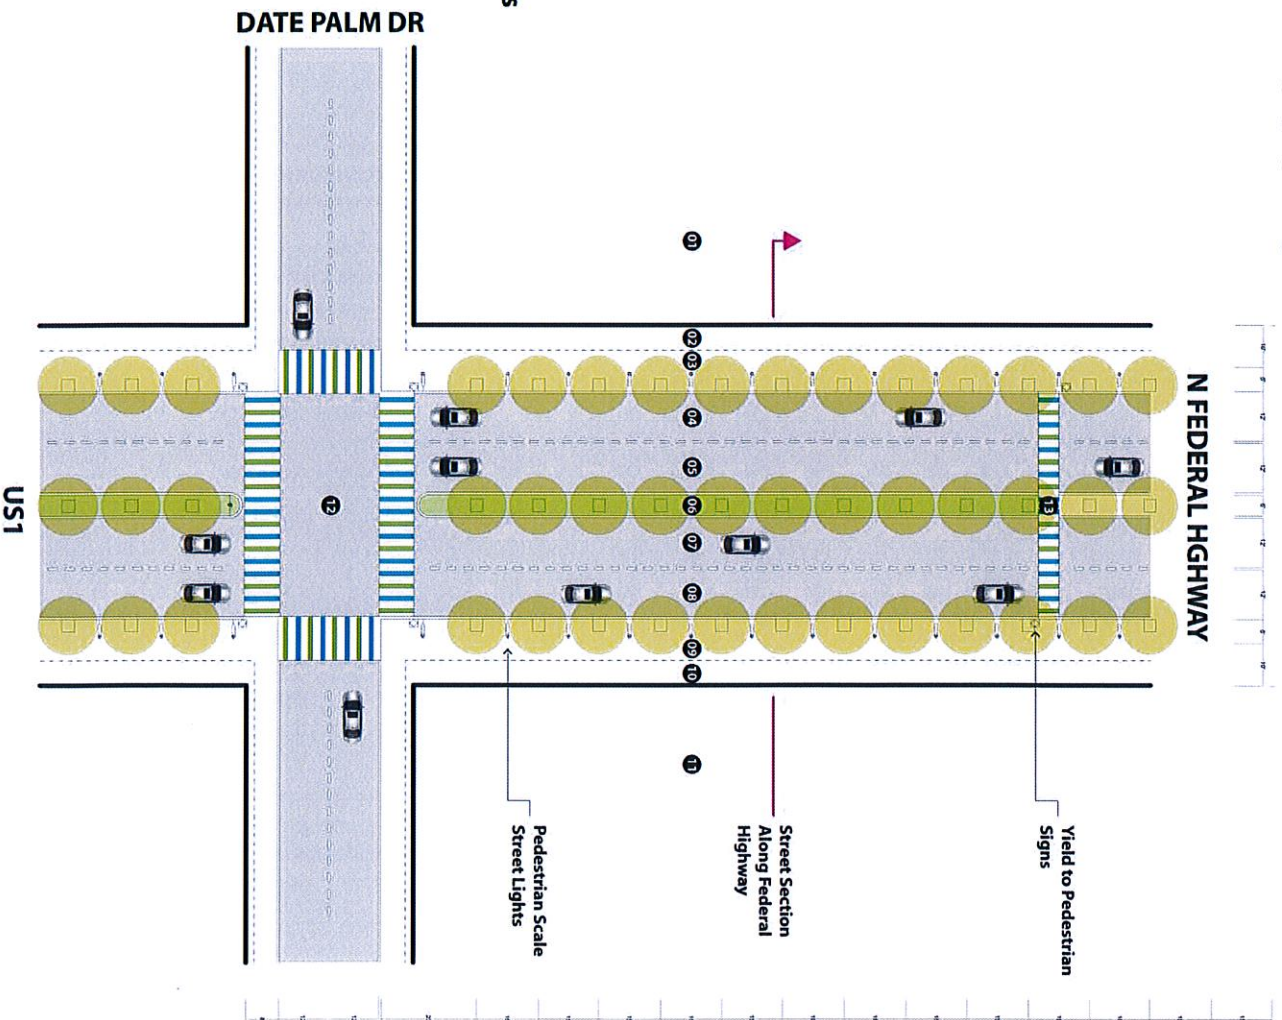 DATE PALM DR
N FEDERAL HGHWAY
US1
01
02
03
04
05
06
07
08
09
10
11
12
13
Yield to Pedestrian
Signs
Street Section
Along Federal
Highway
Pedestrian Scale
Street Lights